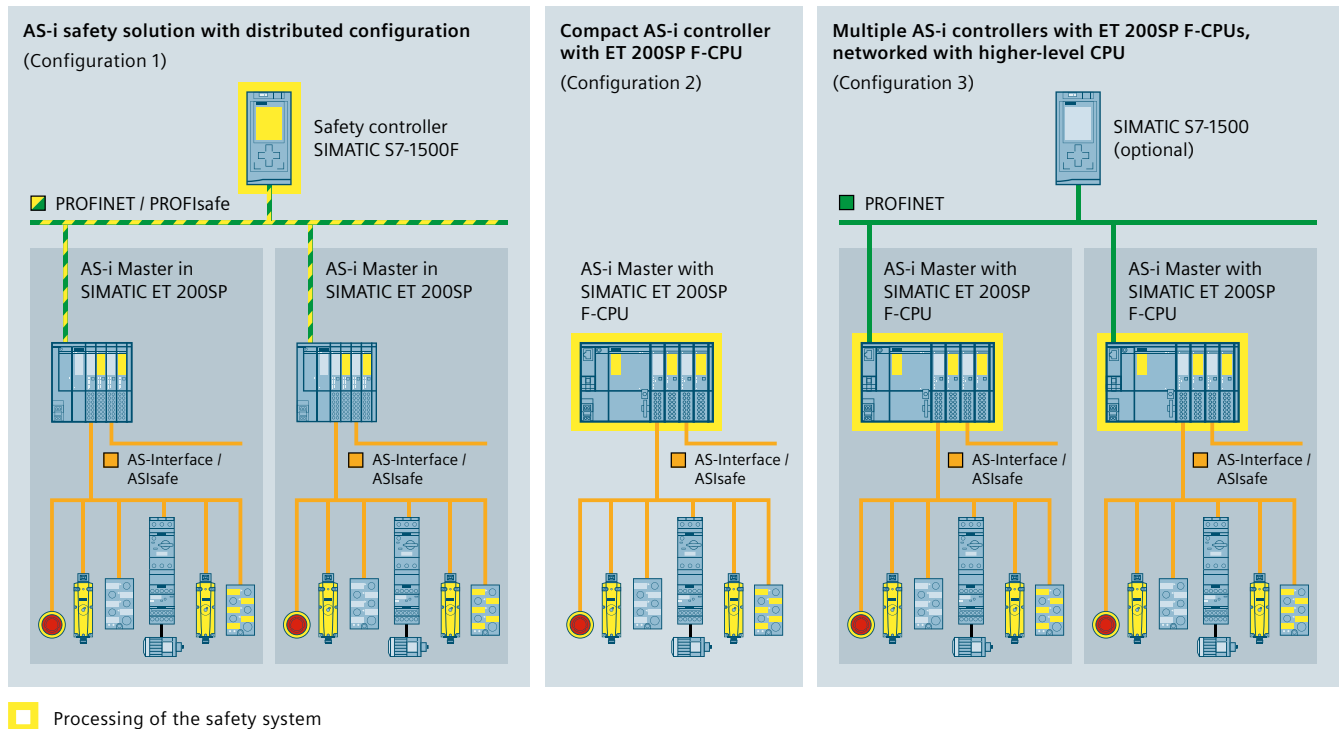 AS-i safety solution with distributed configuration
(Configuration 1)
Safety controller
SIMATIC S7-1500F
PROFINET / PROFIsafe
AS-i Master in
SIMATIC ET 200SP
AS-Interface /
ASIsafe
AS-i Master in
SIMATIC ET 200SP
AS-Interface /
ASIsafe
Compact AS-i controller
with ET 200SP F-CPU
(Configuration 2)
AS-i Master with
SIMATIC ET 200SP
F-CPU
AS-Interface /
ASIsafe
Multiple AS-i controllers with ET 200SP F-CPUs,
networked with higher-level CPU
(Configuration 3)
SIMATIC S7-1500
(optional)
PROFINET
AS-i Master with
SIMATIC ET 200SP
F-CPU
AS-Interface /
ASIsafe
AS-i Master with
SIMATIC ET 200SP
F-CPU
AS-Interface /
ASIsafe
Processing of the safety system